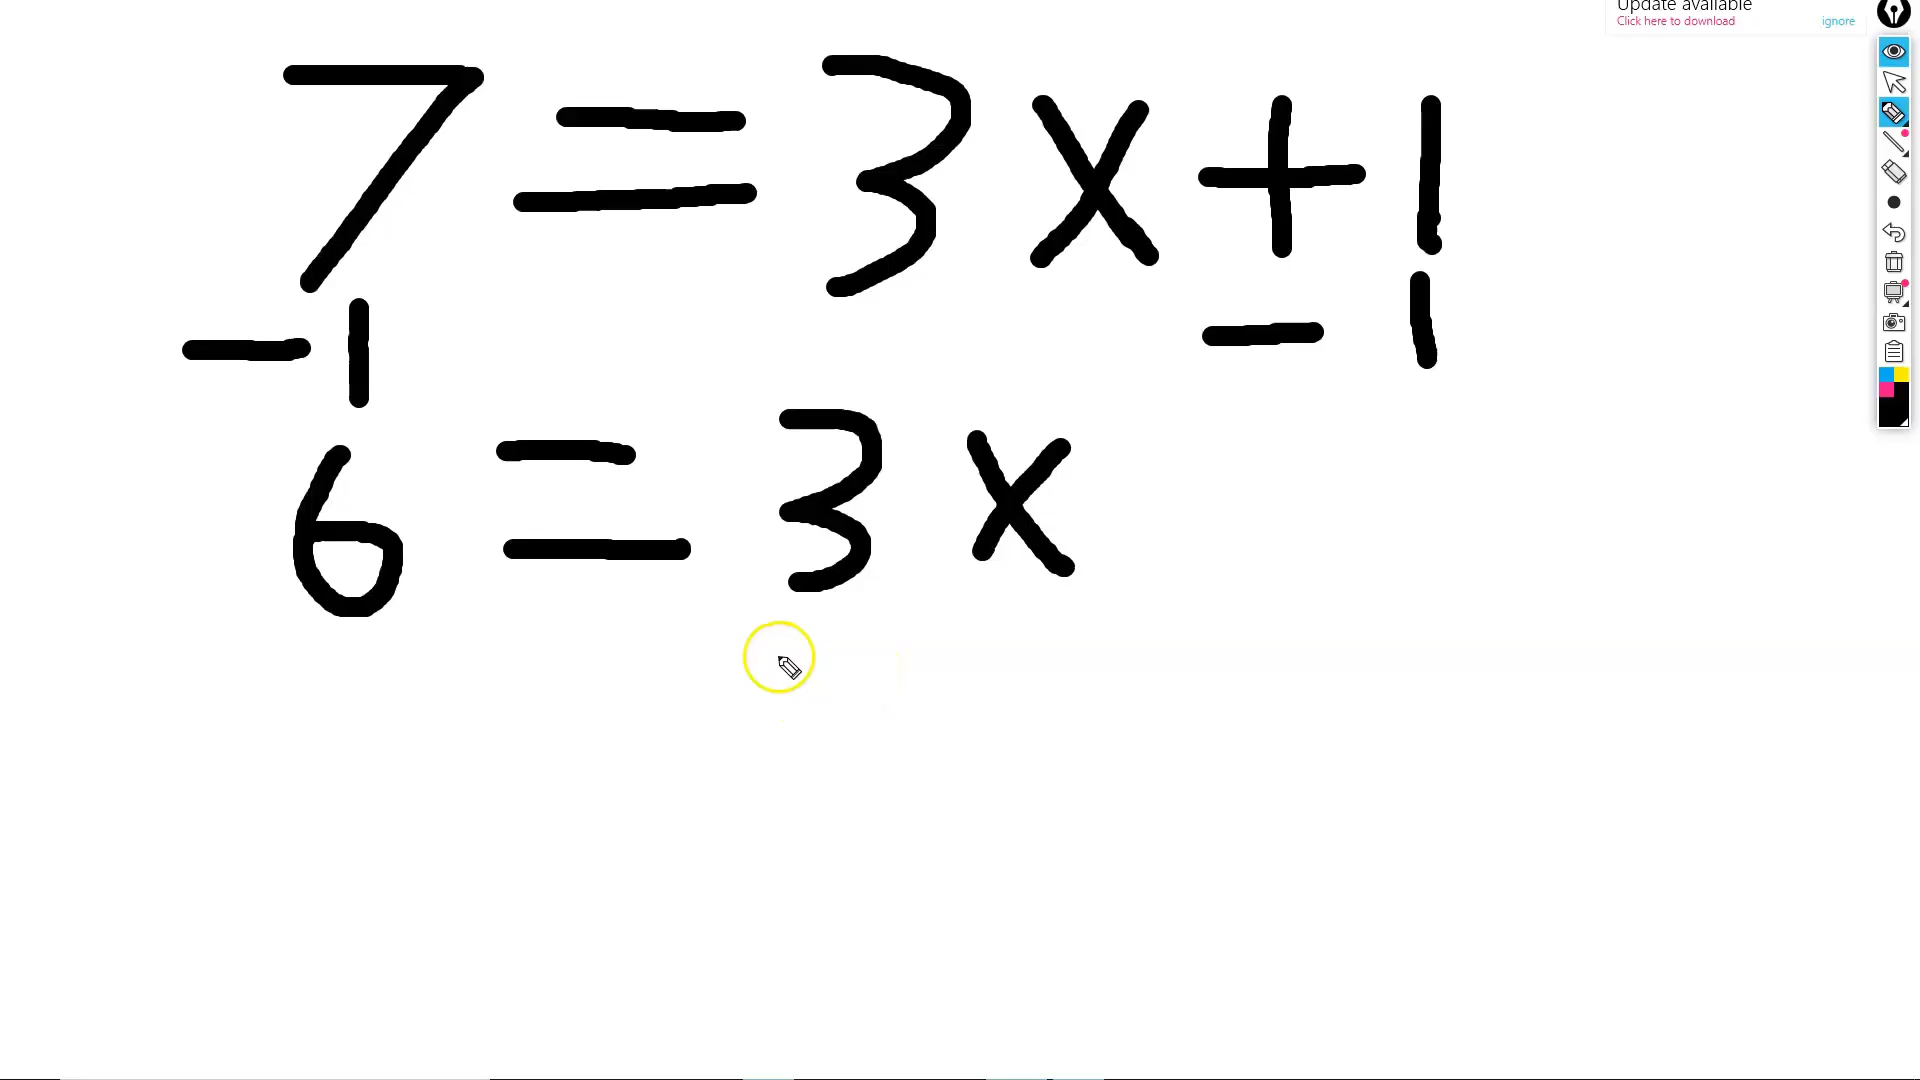 Update available
Click here to download ignore
7 = 3x + 1
- 1 - 1
6 = 3x